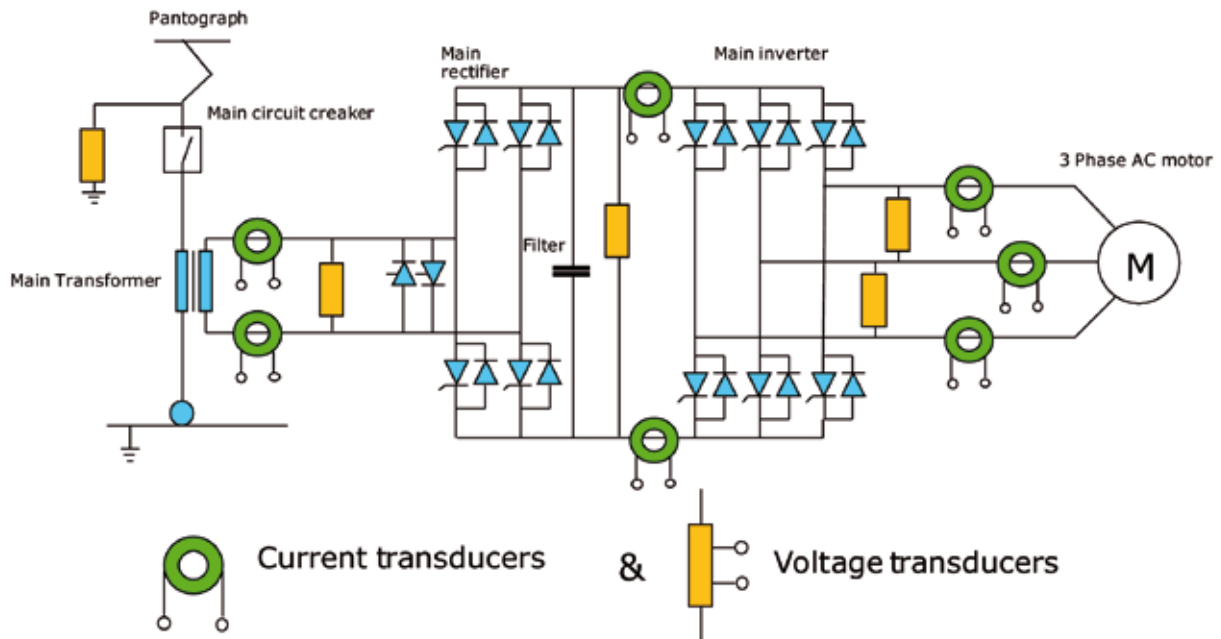 Pantograph
Main
rectifier
Main inverter
Main circuit creaker
3 Phase AC motor
Filter
Main Transformer
M
Current transducers
&
Voltage transducers